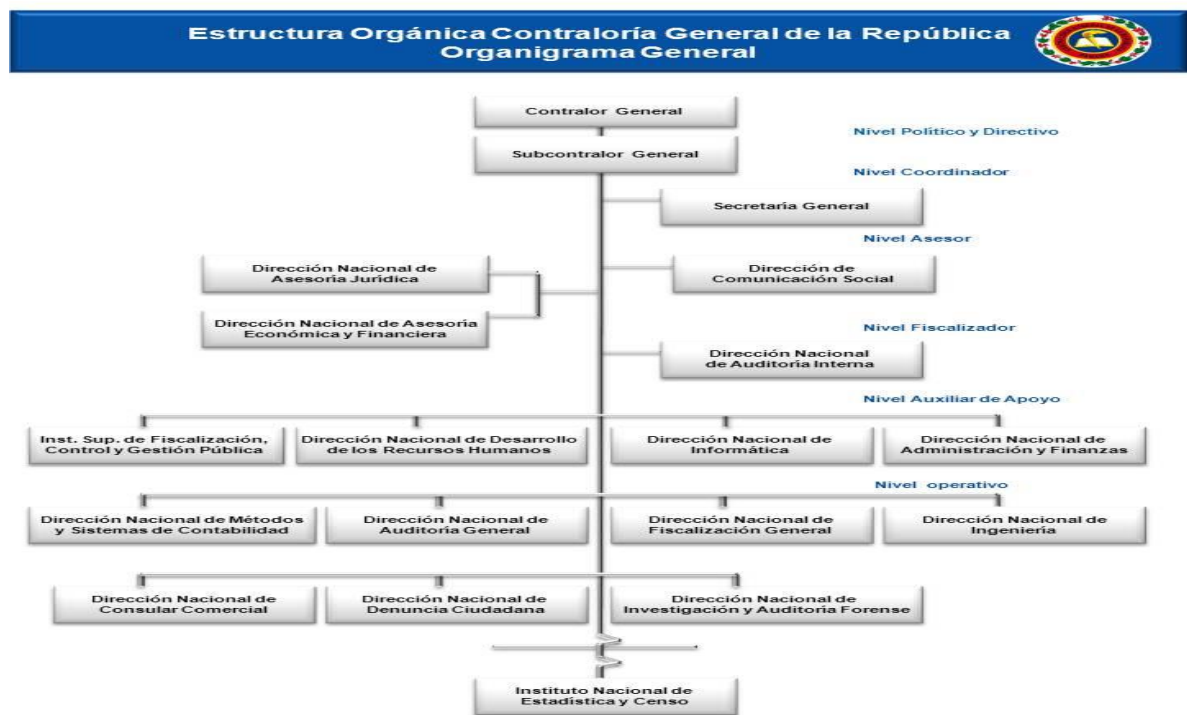 Estructura Orgánica Contraloría General de la República
Organigrama General
Contralor General
Nivel Político y Directivo
Subcontralor General
Nivel Coordinador
Secretaría General
Nivel Asesor
Dirección Nacional de
Asesoría Jurídica
Dirección de
Comunicación Social
Dirección Nacional de Asesoría
Económica y Financiera
Nivel Fiscalizador
Dirección Nacional
de Auditoría Interna
Nivel Auxiliar de Apoyo
Inst. Sup. de Fiscalización,
Control y Gestión Pública
Dirección Nacional de Desarrollo
de los Recursos Humanos
Dirección Nacional de
Informática
Dirección Nacional de
Administración y Finanzas
Nivel operativo
Dirección Nacional de Métodos
y Sistemas de Contabilidad
Dirección Nacional de
Auditoría General
Dirección Nacional de
Fiscalización General
Dirección Nacional de
Ingeniería
Dirección Nacional de
Consular Comercial
Dirección Nacional de
Denuncia Ciudadana
Dirección Nacional de
Investigación y Auditoría Forense
Instituto Nacional de
Estadística y Censo